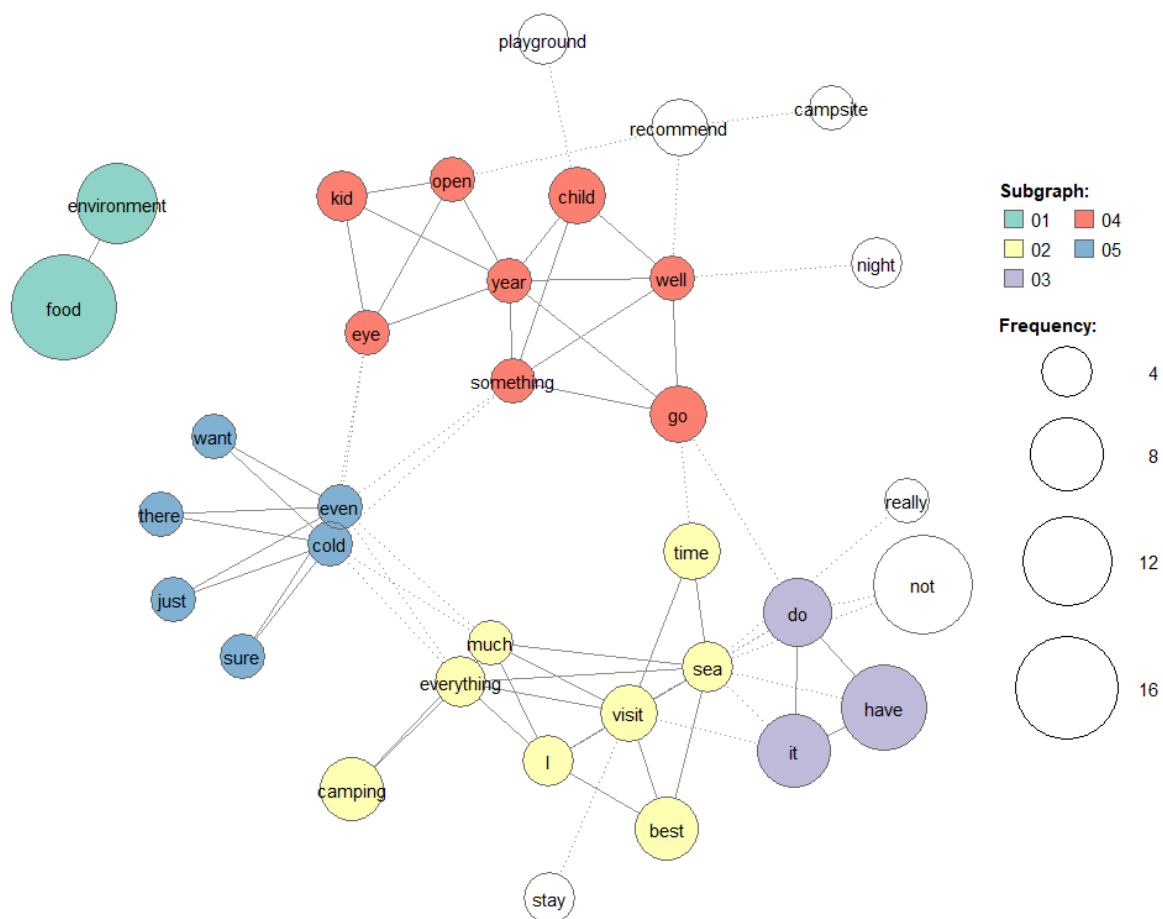 playground
recommend
campsite
environment
kid
open
child
food
year
well
night
eye
something
go
want
there
even
cold
just
sure
really
time
not
do
much
sea
everything
visit
have
I
it
camping
best
stay
Subgraph:
01 04
02 05
03
Frequency:
4
8
12
16